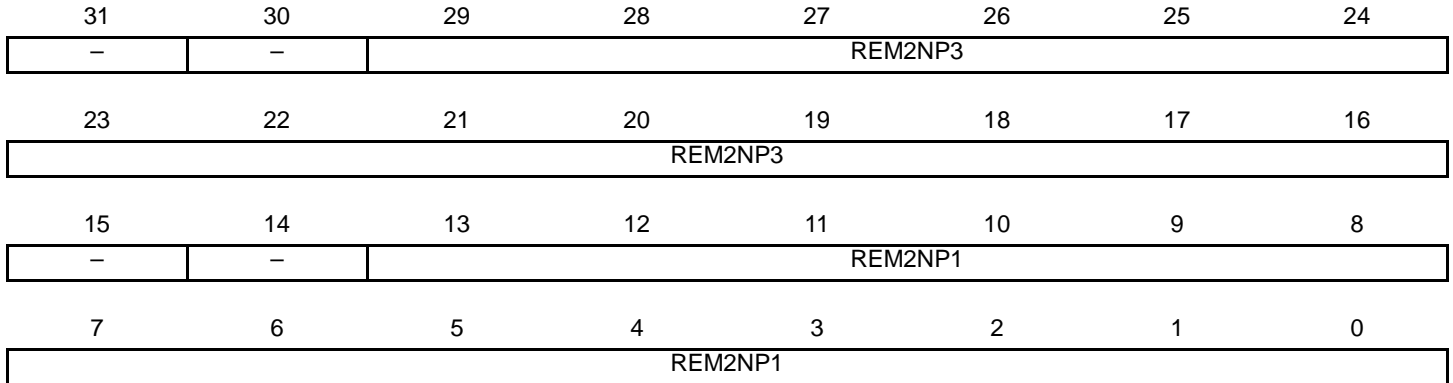 31 30 29 28 27 26 25 24
– – REM2NP3
23 22 21 20 19 18 17 16
REM2NP3
15 14 13 12 11 10 9 8
– – REM2NP1
7 6 5 4 3 2 1 0
REM2NP1